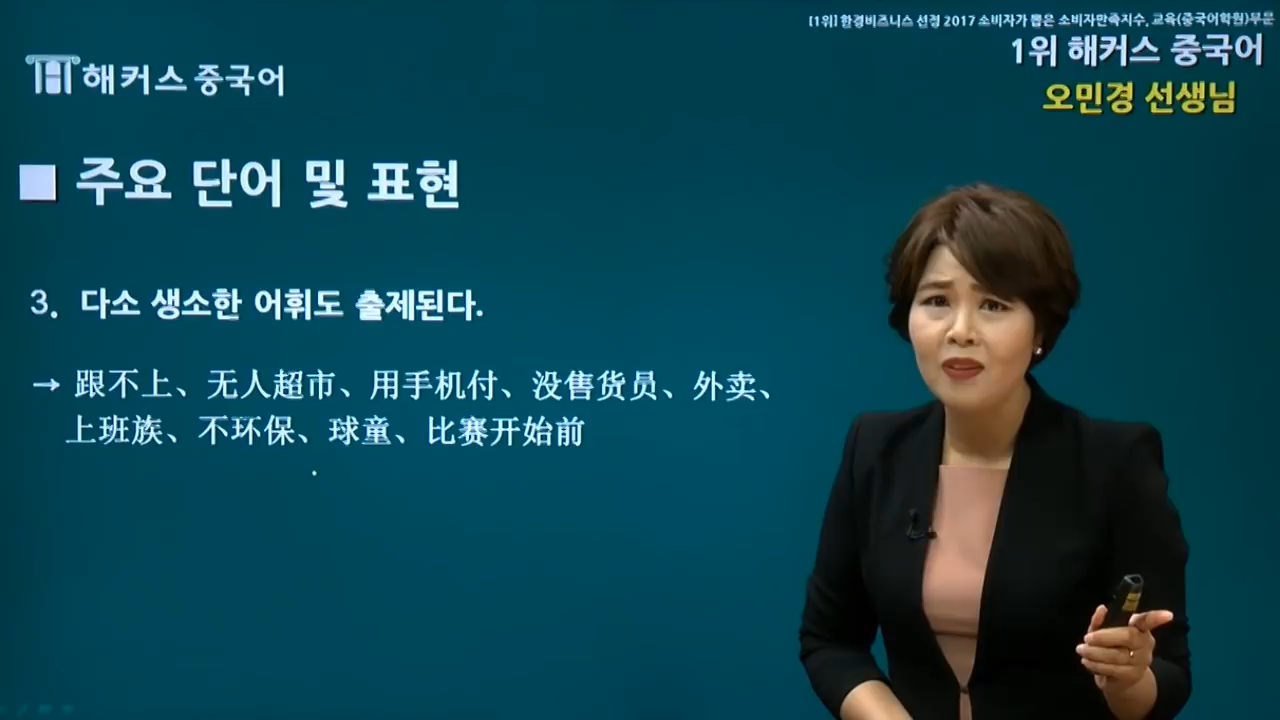 [1위] 한경비즈니스 선정 2017 소비자가 뽑은 소비자만족지수, 교육(중국어학원)부문
1위 해커스 중국어
오민경 선생님
해커스 중국어
■ 주요 단어 및 표현
3. 다소 생소한 어휘도 출제된다.
→ 跟不上、无人超市、用手机付、没售货员、外卖、
上班族、不环保、球童、比赛开始前